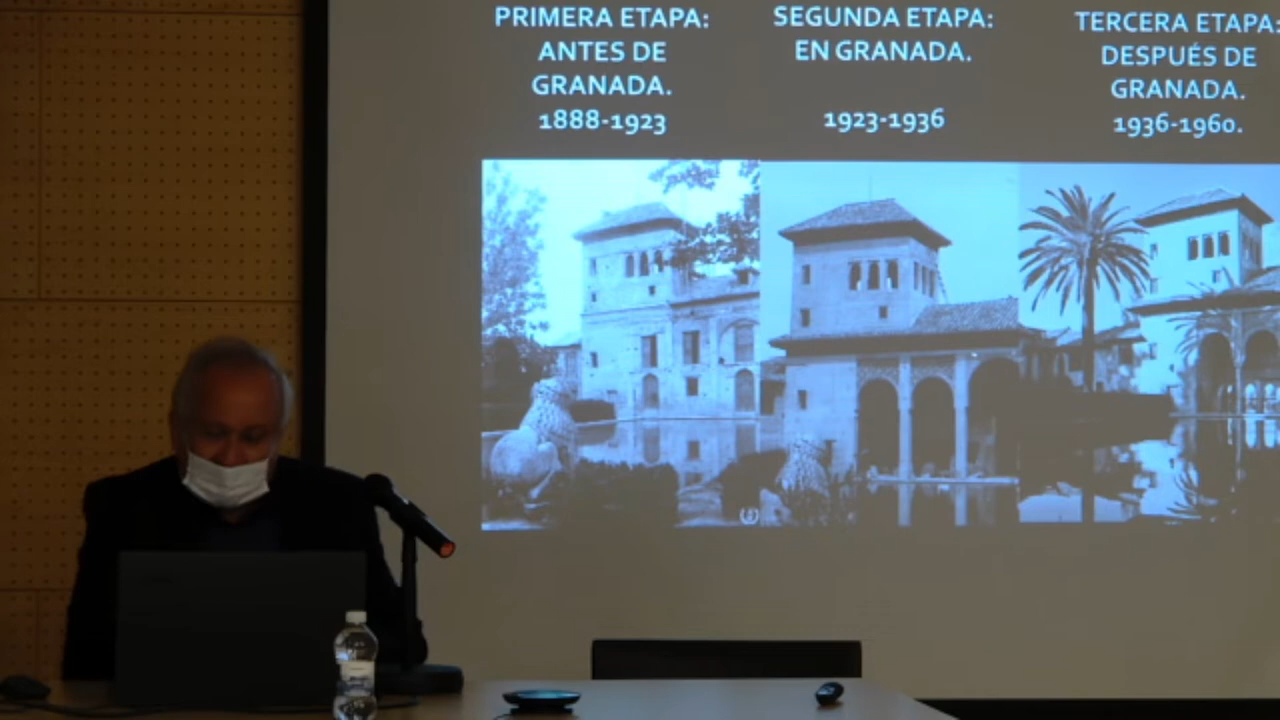 PRIMERA ETAPA:
ANTES DE
GRANADA.
1888-1923
SEGUNDA ETAPA:
EN GRANADA.
1923-1936
TERCERA ETAPA:
DESPUÉS DE
GRANADA.
1936-1960.